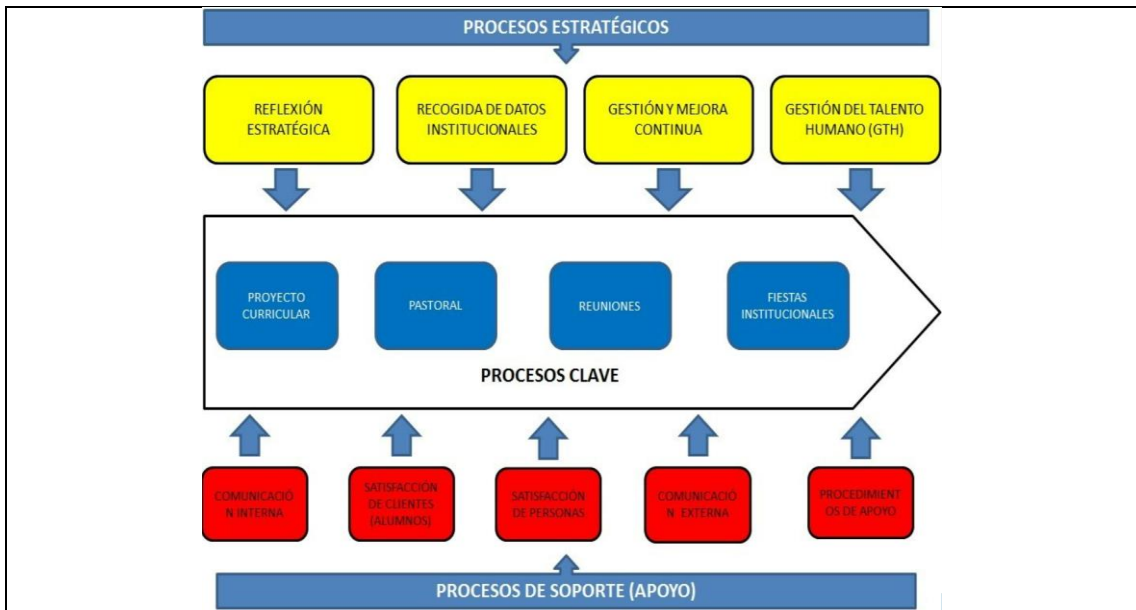 PROCESOS ESTRATÉGICOS
REFLEXIÓN
ESTRATÉGICA
RECOGIDA DE DATOS
INSTITUCIONALES
GESTIÓN Y MEJORA
CONTINUA
GESTIÓN DEL TALENTO
HUMANO (GTH)
PROYECTO
CURRICULAR
PASTORAL
REUNIONES
FIESTAS
INSTITUCIONALES
PROCESOS CLAVE
COMUNICACIÓ
N INTERNA
SATISFACCIÓN
DE CLIENTES
(ALUMNOS)
SATISFACCIÓN
DE PERSONAS
COMUNICACIÓ
N EXTERNA
PROCEDIMIENT
OS DE APOYO
PROCESOS DE SOPORTE (APOYO)